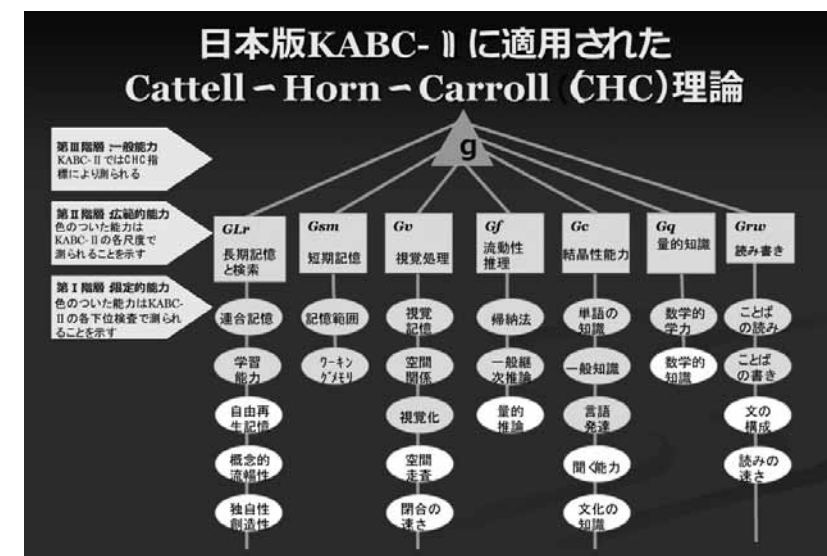 日本版KABC-Ⅱに適用された
Cattell－Horn－Carroll（CHC）理論
g
第Ⅲ階層:一般能力
KABC-ⅡではCHC指
標により測られる
第Ⅱ階層:広範的能力
色のついた能力は
KABC-Ⅱの各尺度で
測られることを示す
第Ⅰ階層:限定的能力
色のついた能力はKABC-
Ⅱの各下位検査で測られ
ることを示す
GLr
長期記憶
と検索
連合記憶
学習
能力
自由再
生記憶
概念的
流暢性
独自性
創造性
Gsm
短期記憶
記憶範囲
ワーキン
グメモリ
Gv
視覚処理
視覚
記憶
空間
関係
視覚化
空間
走査
閉合の
速さ
Gf
流動性
推理
帰納法
一般継
次推論
量的
推論
Gc
結晶性能力
単語の
知識
一般知識
言語
発達
聞く能力
文化の
知識
Gq
量的知識
数学的
学力
数学的
知識
Grw
読み書き
ことば
の読み
ことば
の書き
文の
構成
読みの
速さ